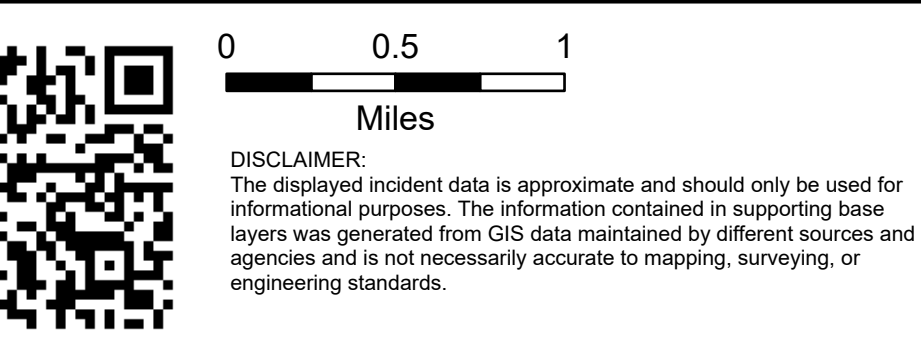 0 0.5 1
Miles
DISCLAIMER:
The displayed incident data is approximate and should only be used for
informational purposes. The information contained in supporting base
layers was generated from GIS data maintained by different sources and
agencies and is not necessarily accurate to mapping, surveying, or
engineering standards.